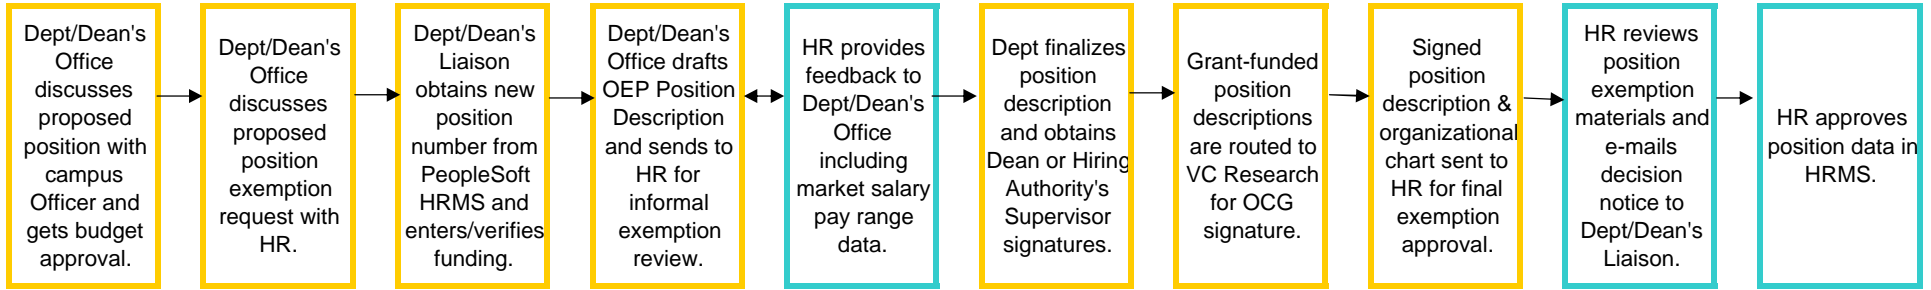 Dept/Dean's
Office
discusses
proposed
position with
campus
Officer and
gets budget
approval.
Dept/Dean's
Office
discusses
proposed
position
exemption
request with
HR.
Dept/Dean's
Liaison
obtains new
position
number from
PeopleSoft
HRMS and
enters/verifies
funding.
Dept/Dean's
Office drafts
OEP Position
Description
and sends to
HR for
informal
exemption
review.
HR provides
feedback to
Dept/Dean's
Office
including
market salary
pay range
data.
Dept finalizes
position
description
and obtains
Dean or Hiring
Authority's
Supervisor
signatures.
Grant-funded
position
descriptions
are routed to
VC Research
for OCG
signature.
Signed
position
description &
organizational
chart sent to
HR for final
exemption
approval.
HR reviews
position
exemption
materials and
e-mails
decision
notice to
Dept/Dean's
Liaison.
HR approves
position data in
HRMS.